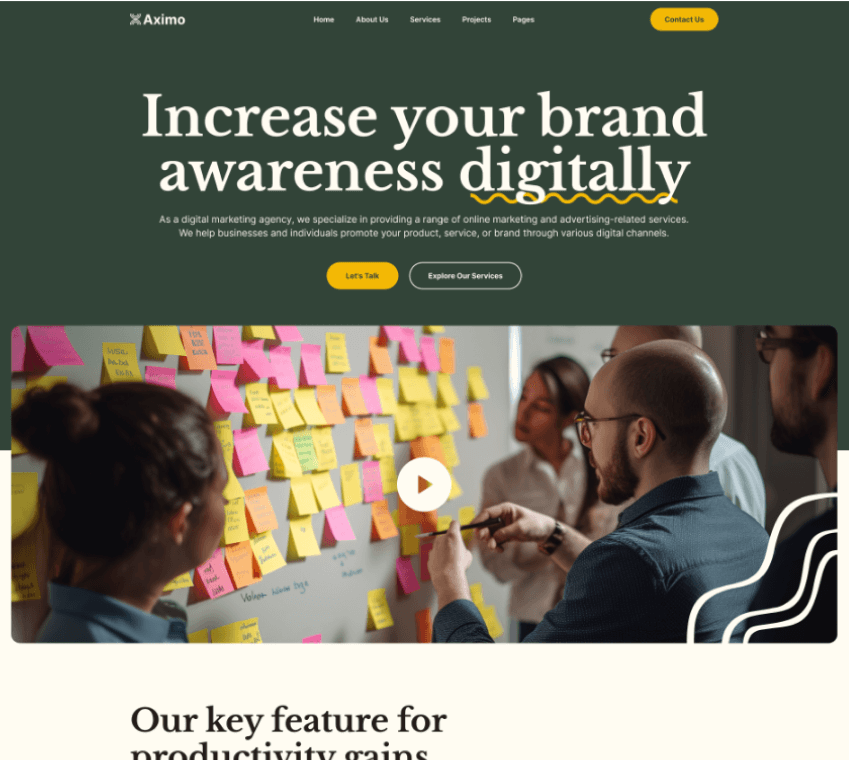 Aximo
Home About Us Services Projects Pages
Contact Us
Increase your brand
awareness digitally
As a digital marketing agency, we specialize in providing a range of online marketing and advertising-related services.
We help businesses and individuals promote your product, service, or brand through various digital channels.
Let's Talk Explore Our Services
Our key feature for
productivity gains